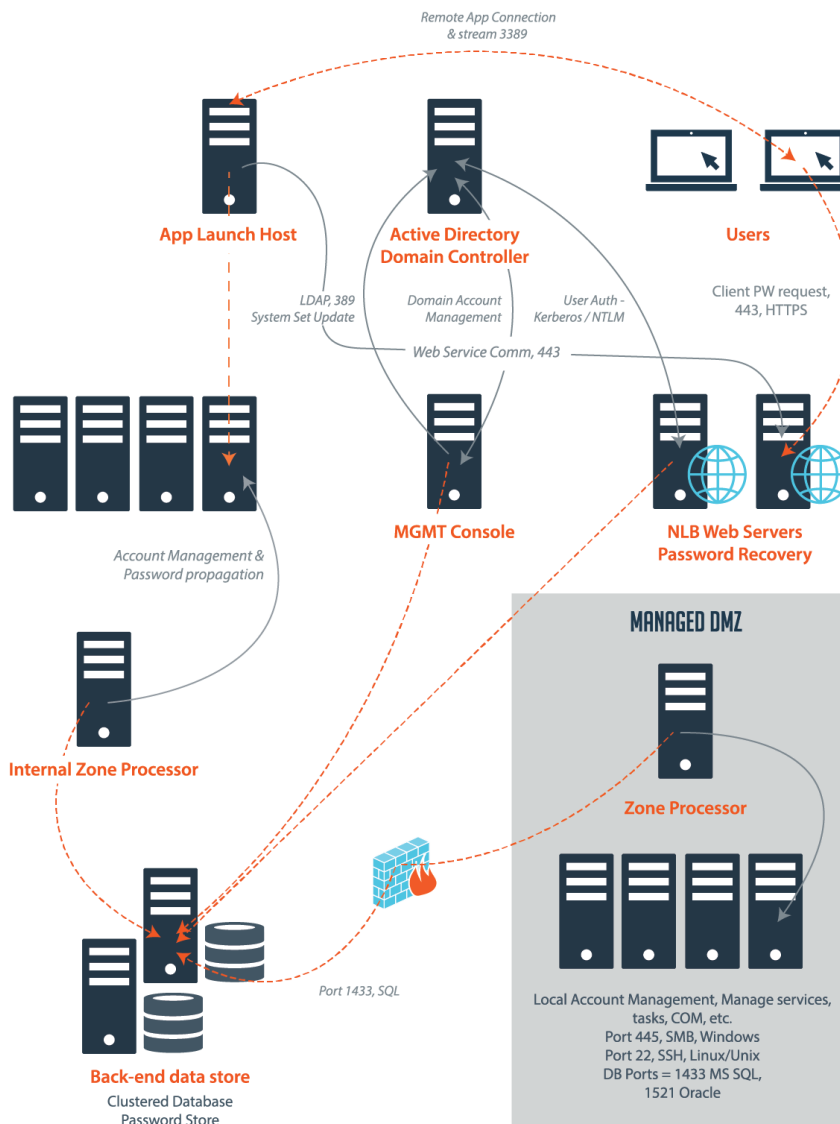 Remote App Connection
& stream 3389
App Launch Host
Active Directory
Domain Controller
Users
LDAP, 389
System Set Update
Domain Account
Management
User Auth -
Kerberos / NTLM
Client PW request,
443, HTTPS
Web Service Comm, 443
MGMT Console
NLB Web Servers
Password Recovery
Account Management &
Password propagation
MANAGED DMZ
Internal Zone Processor
Zone Processor
Port 1433, SQL
Local Account Management, Manage services,
tasks, COM, etc.
Port 445, SMB, Windows
Port 22, SSH, Linux/Unix
DB Ports = 1433 MS SQL,
1521 Oracle
Back-end data store
Clustered Database
Password Store